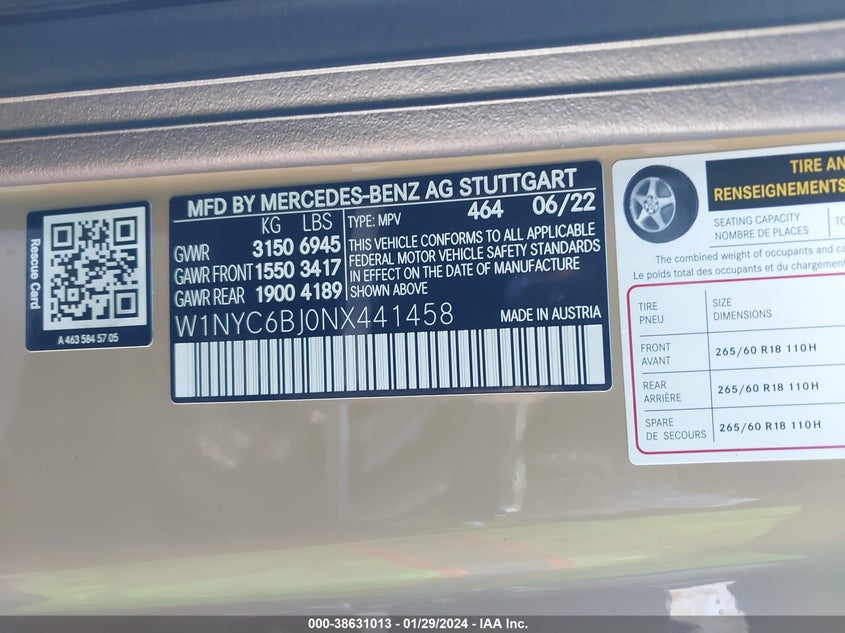 Rescue Card
A 463 584 57 05
MFD BY MERCEDES-BENZ AG STUTTGART
KG LBS
GVWR 3150 6945
GAWR FRONT 1550 3417
GAWR REAR 1900 4189
TYPE: MPV 464 06/22
THIS VEHICLE CONFORMS TO ALL APPLICABLE
FEDERAL MOTOR VEHICLE SAFETY STANDARDS
IN EFFECT ON THE DATE OF MANUFACTURE
SHOWN ABOVE MADE IN AUSTRIA
W1NYC6BJ0NX441458
TIRE
RENSEIGNEMENTS
SEATING CAPACITY
NOMBRE DE PLACES
The combined weight of occupants and
Le poids total des occupants et du
TIRE SIZE
PNEU DIMENSIONS
FRONT
AVANT 265/60 R18 110H
REAR
ARRIÈRE 265/60 R18 110H
SPARE
DE SECOURS 265/60 R18 110H
000-38631013 - 01/29/2024 - IAA Inc.